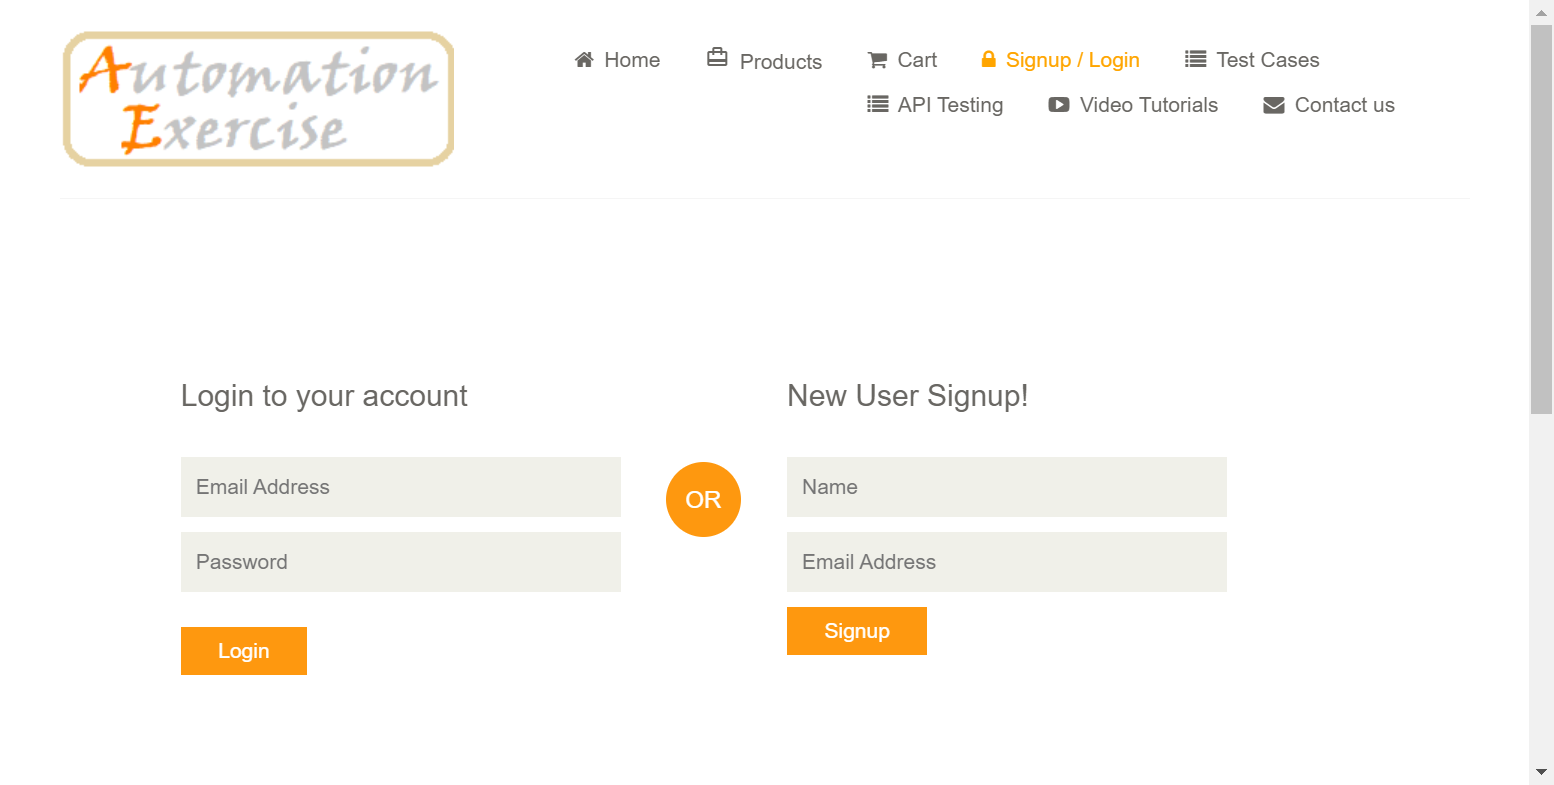 Automation
Exercise
Home Products Cart Signup / Login Test Cases
API Testing Video Tutorials Contact us
Login to your account
Email Address
Password
Login
OR
New User Signup!
Name
Email Address
Signup